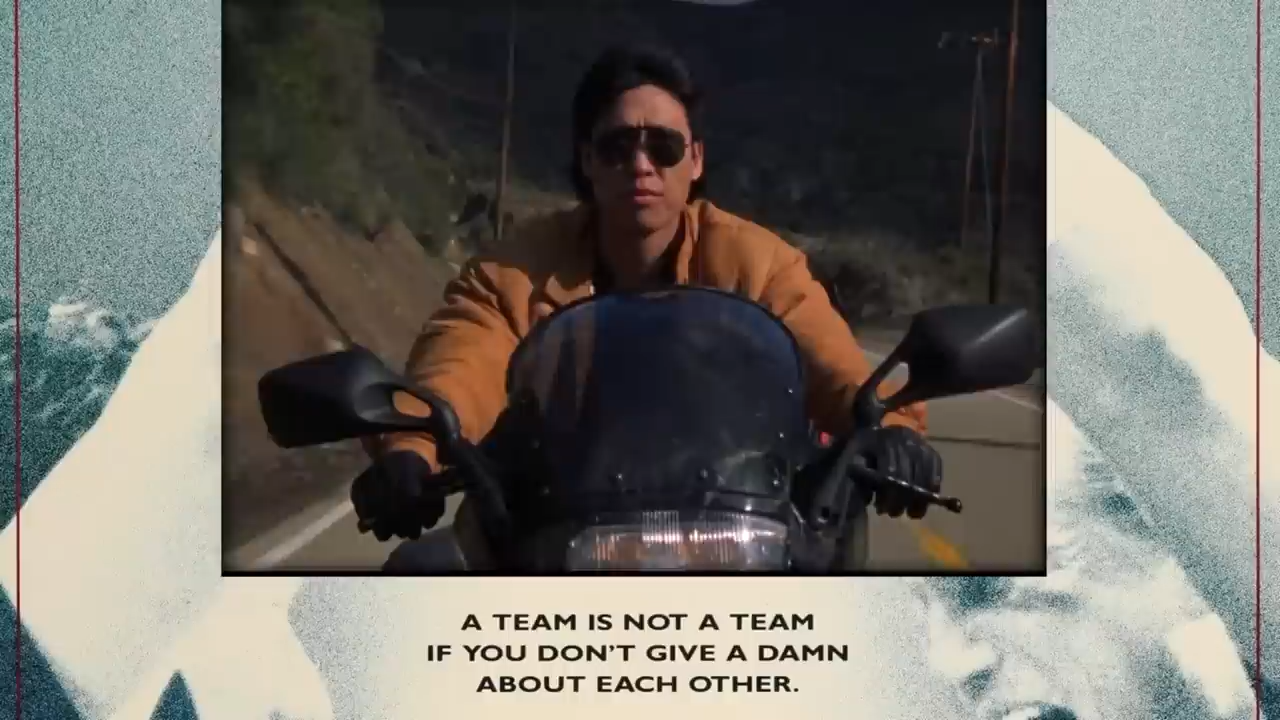 A TEAM IS NOT A TEAM
IF YOU DON'T GIVE A DAMN
ABOUT EACH OTHER.